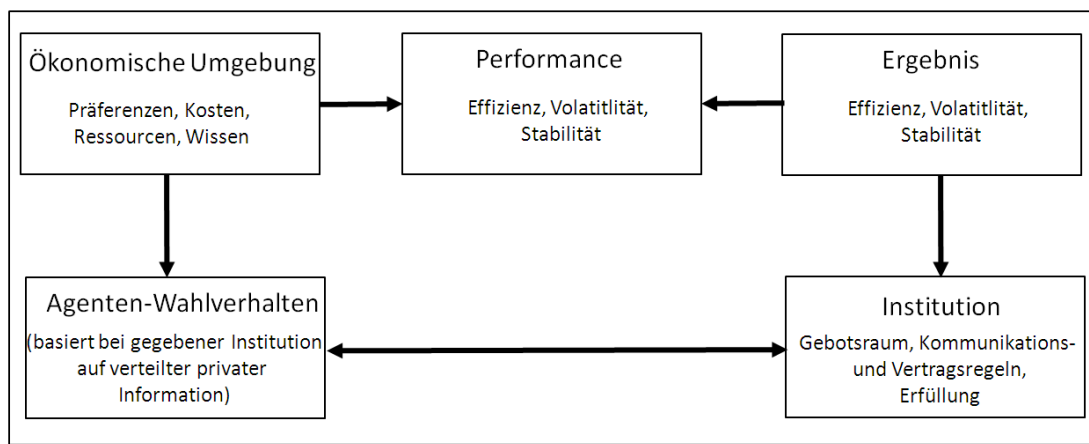 Ökonomische Umgebung
Präferenzen, Kosten,
Ressourcen, Wissen
Performance
Effizienz, Volatitlität,
Stabilität
Ergebnis
Effizienz, Volatitlität,
Stabilität
Agenten-Wahlverhalten
(basiert bei gegebener Institution
auf verteilter privater
Information)
Institution
Gebotsraum, Kommunikations-
und Vertragsregeln,
Erfüllung